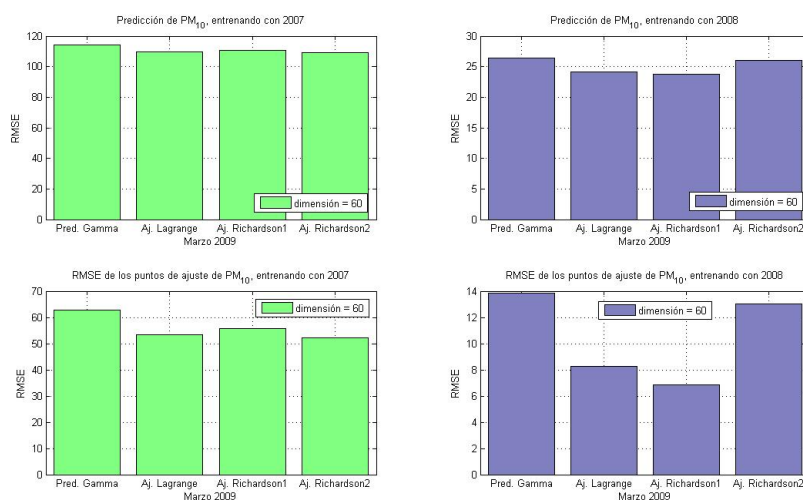 Predicción de PM10, entrenando con 2007
120
100
80
60
40
20
0
RMSE
dimensión = 60
Pred. Gamma Aj. Lagrange Aj. Richardson1 Aj. Richardson2
Marzo 2009
Predicción de PM10, entrenando con 2008
30
25
20
15
10
5
0
RMSE
dimensión = 60
Pred. Gamma Aj. Lagrange Aj. Richardson1 Aj. Richardson2
Marzo 2009
RMSE de los puntos de ajuste de PM10, entrenando con 2007
70
60
50
40
30
20
10
0
RMSE
dimensión = 60
Pred. Gamma Aj. Lagrange Aj. Richardson1 Aj. Richardson2
Marzo 2009
RMSE de los puntos de ajuste de PM10, entrenando con 2008
14
12
10
8
6
4
2
0
RMSE
dimensión = 60
Pred. Gamma Aj. Lagrange Aj. Richardson1 Aj. Richardson2
Marzo 2009